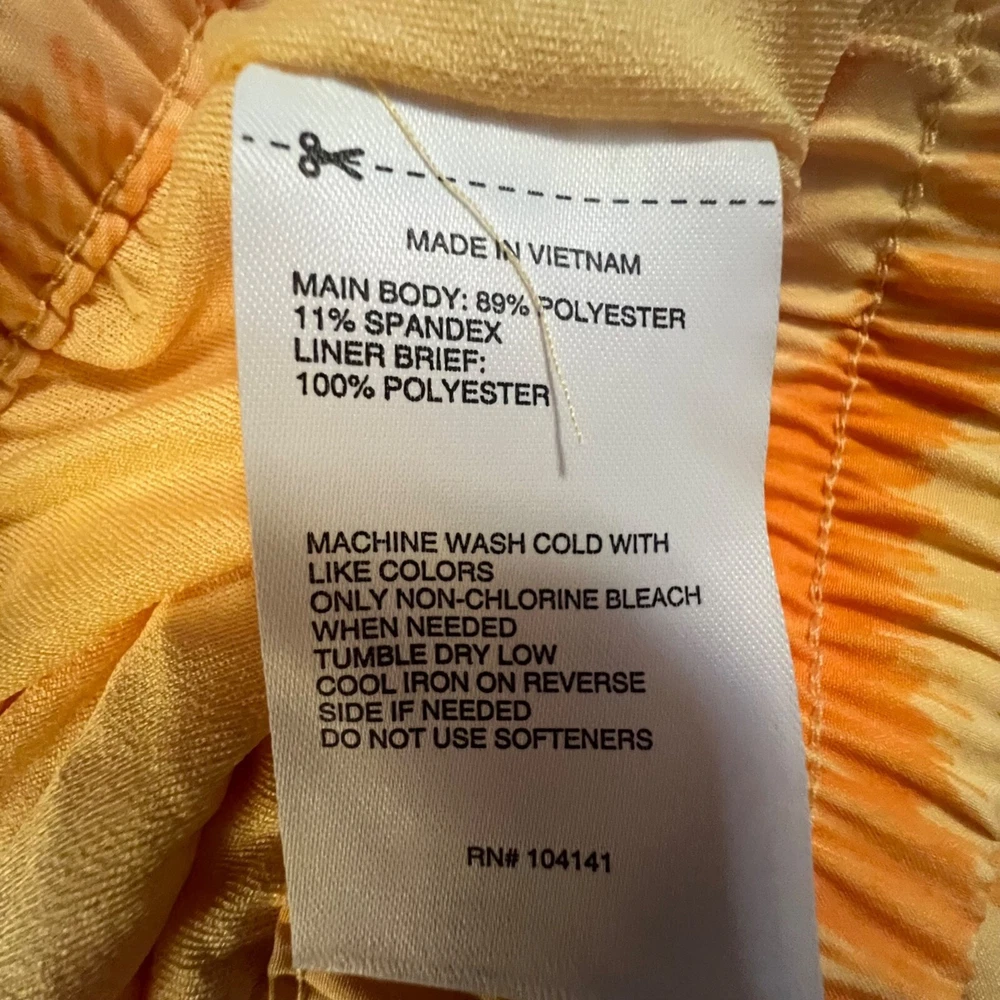 MADE IN VIETNAM
MAIN BODY: 89% POLYESTER
11% SPANDEX
LINER BRIEF:
100% POLYESTER
MACHINE WASH COLD WITH
LIKE COLORS
ONLY NON-CHLORINE BLEACH
WHEN NEEDED
TUMBLE DRY LOW
COOL IRON ON REVERSE
SIDE IF NEEDED
DO NOT USE SOFTENERS
RN# 104141